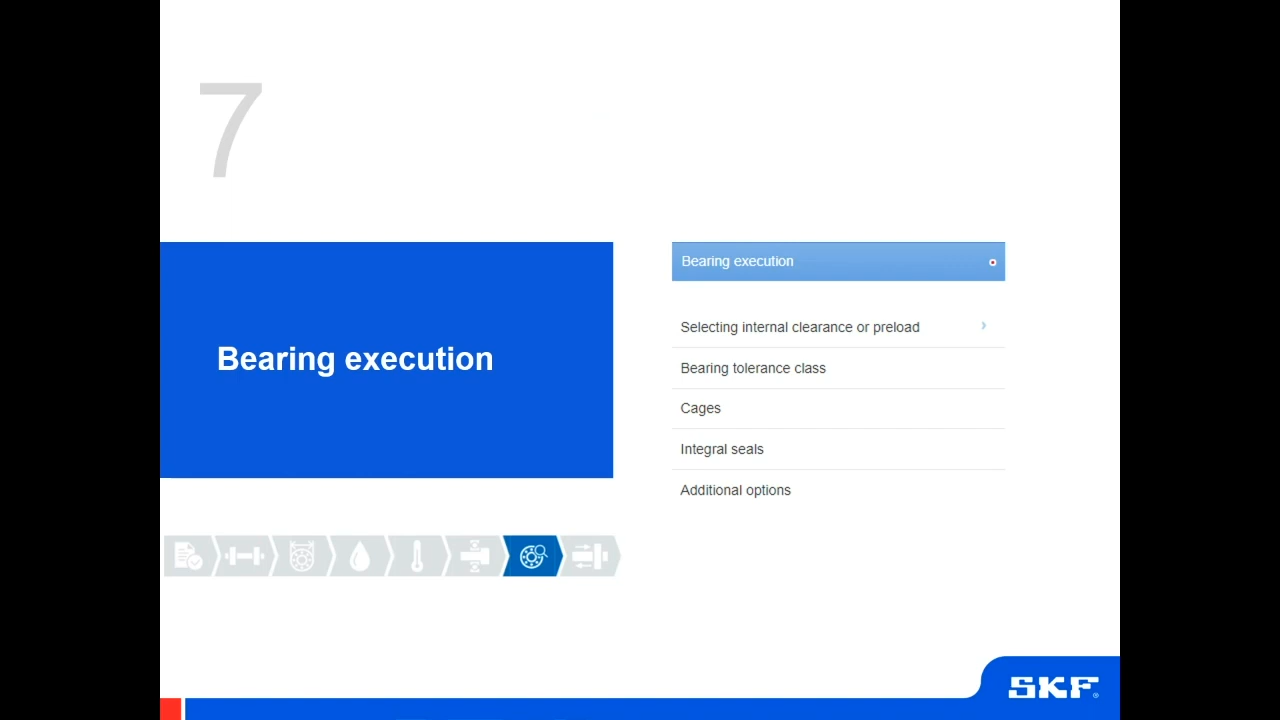 7
Bearing execution
Bearing execution
Selecting internal clearance or preload
Bearing tolerance class
Cages
Integral seals
Additional options
SKF®